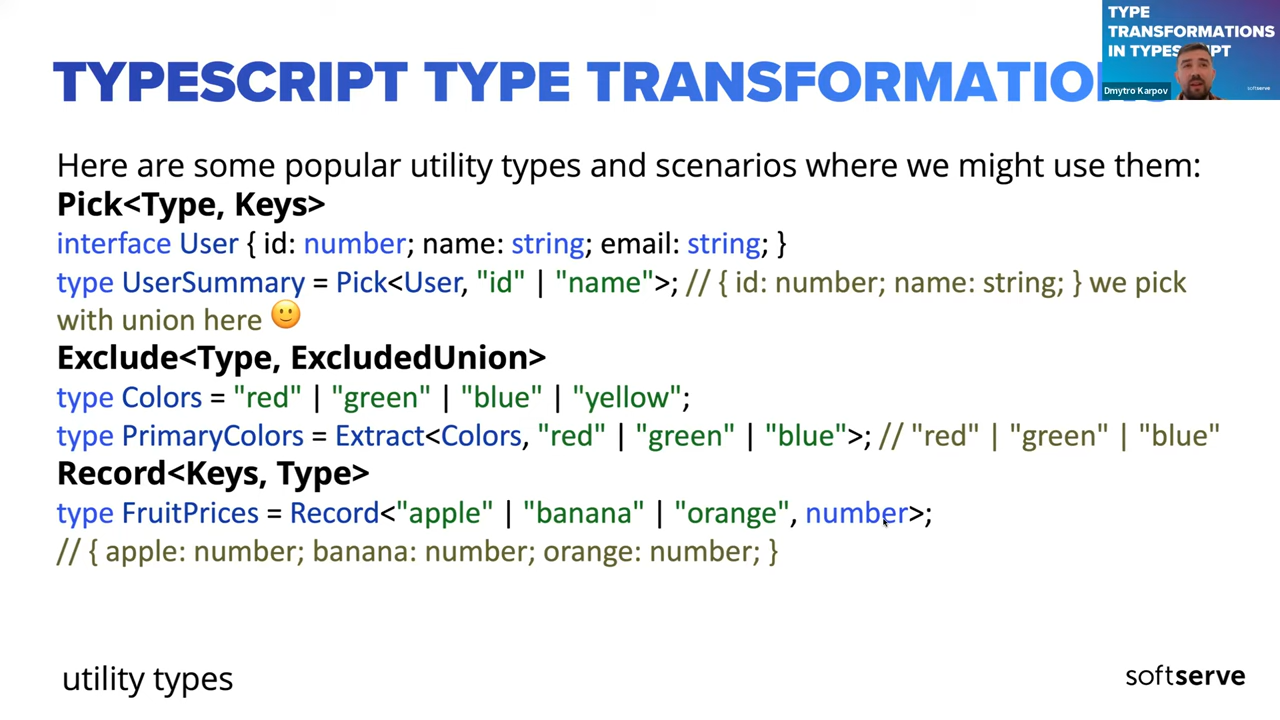 TYPE
TRANSFORMATIONS
IN TYPESCRIPT
Dmytro Karpov
softserve
TYPESCRIPT TYPE TRANSFORMATIO
Here are some popular utility types and scenarios where we might use them:
Pick<Type, Keys>
interface User { id: number; name: string; email: string; }
type UserSummary = Pick<User, "id" | "name">; // { id: number; name: string; } we pick
with union here 🙂
Exclude<Type, ExcludedUnion>
type Colors = "red" | "green" | "blue" | "yellow";
type PrimaryColors = Extract<Colors, "red" | "green" | "blue">; // "red" | "green" | "blue"
Record<Keys, Type>
type FruitPrices = Record<"apple" | "banana" | "orange", number>;
// { apple: number; banana: number; orange: number; }
utility types
softserve